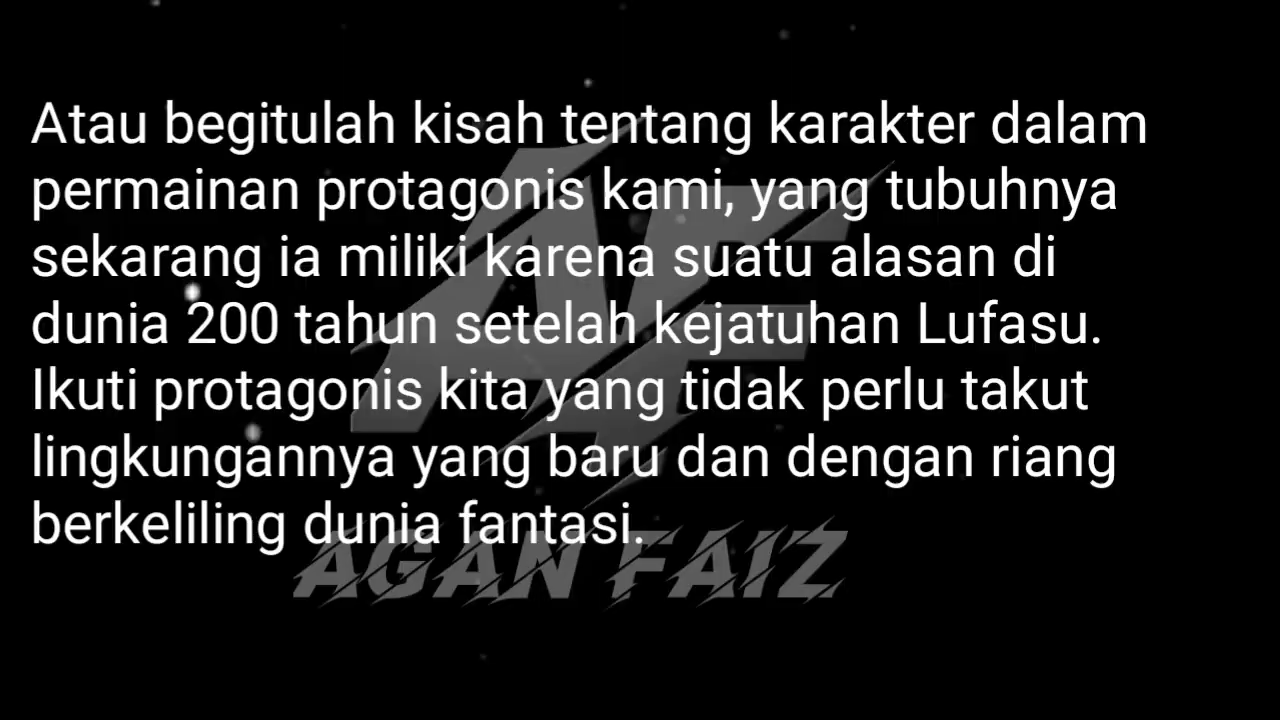 Atau begitulah kisah tentang karakter dalam
permainan protagonis kami, yang tubuhnya
sekarang ia miliki karena suatu alasan di
dunia 200 tahun setelah kejatuhan Lufasu.
Ikuti protagonis kita yang tidak perlu takut
lingkungannya yang baru dan dengan riang
berkeliling dunia fantasi.
AF
AGAN FAIZ